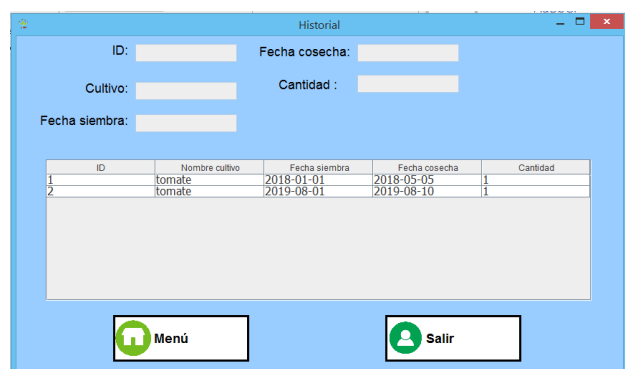 Historial
ID: Fecha cosecha:
Cultivo: Cantidad :
Fecha siembra:
ID Nombre cultivo Fecha siembra Fecha cosecha Cantidad
1 tomate 2018-01-01 2018-05-05 1
2 tomate 2019-08-01 2019-08-10 1
Menú Salir